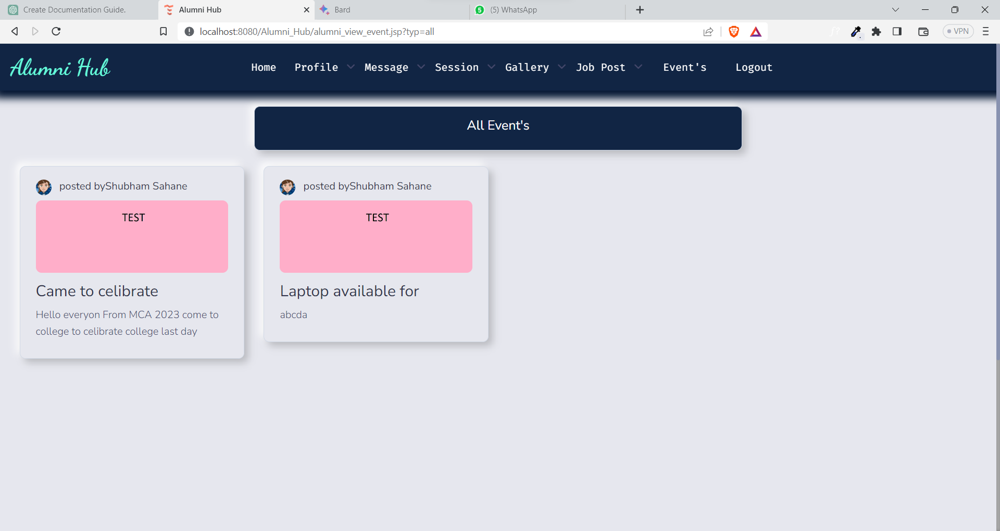 Create Documentation Guide.
Alumni Hub
Bard
5 (5) WhatsApp
localhost:8080/Alumni_Hub/alumni_view_event.jsp?typ=all
VPN
Alumni Hub
Home Profile Message Session Gallery Job Post Event's Logout
All Event's
posted byShubham Sahane
TEST
Came to celibrate
Hello everyon From MCA 2023 come to
college to celibrate college last day
posted byShubham Sahane
TEST
Laptop available for
abcda